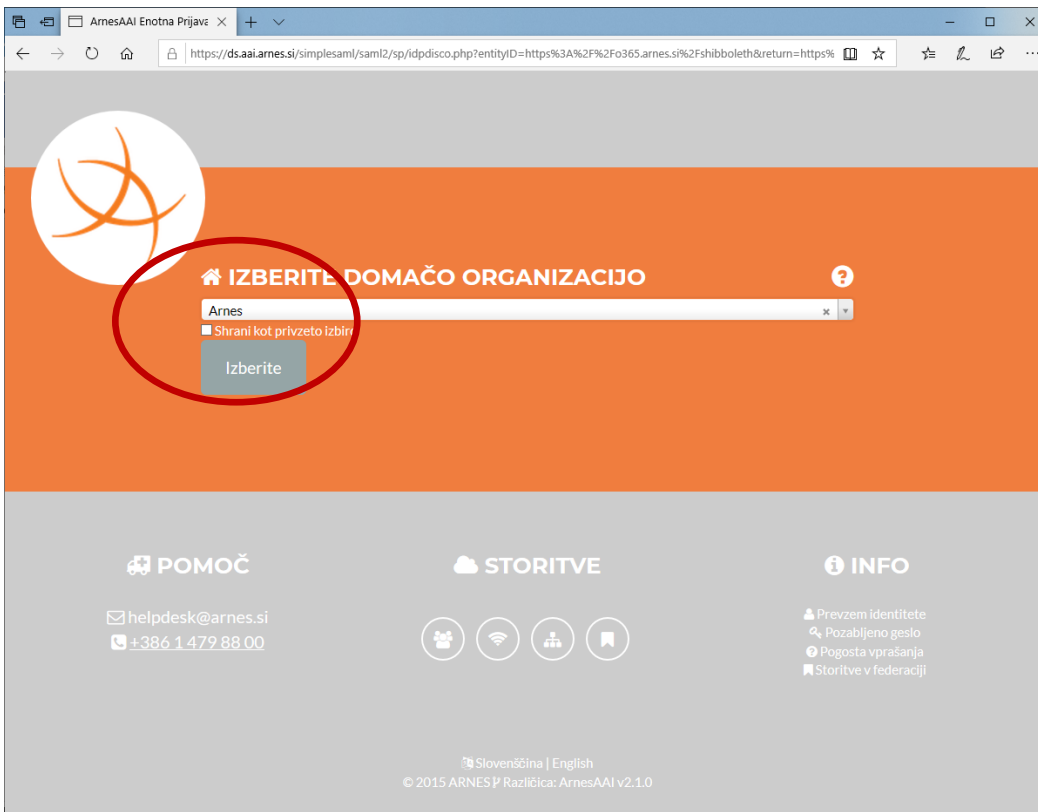 ArnesAAI Enotna Prijava
https://ds.aai.arnes.si/simplesaml/saml2/sp/idpdisco.php?entityID=https%3A%2F%2Fo365.arnes.si%2Fshibboleth&return=https%
IZBERITE DOMAČO ORGANIZACIJO
Arnes
Shrani kot privzeto izbiro
Izberite
POMOČ
helpdesk@arnes.si
+386 1 479 88 00
STORITVE
INFO
Prevzem identitete
Pozabljeno geslo
Pogosta vprašanja
Storitve v federaciji
Slovenščina | English
© 2015 ARNES Različica: ArnesAAI v2.1.0